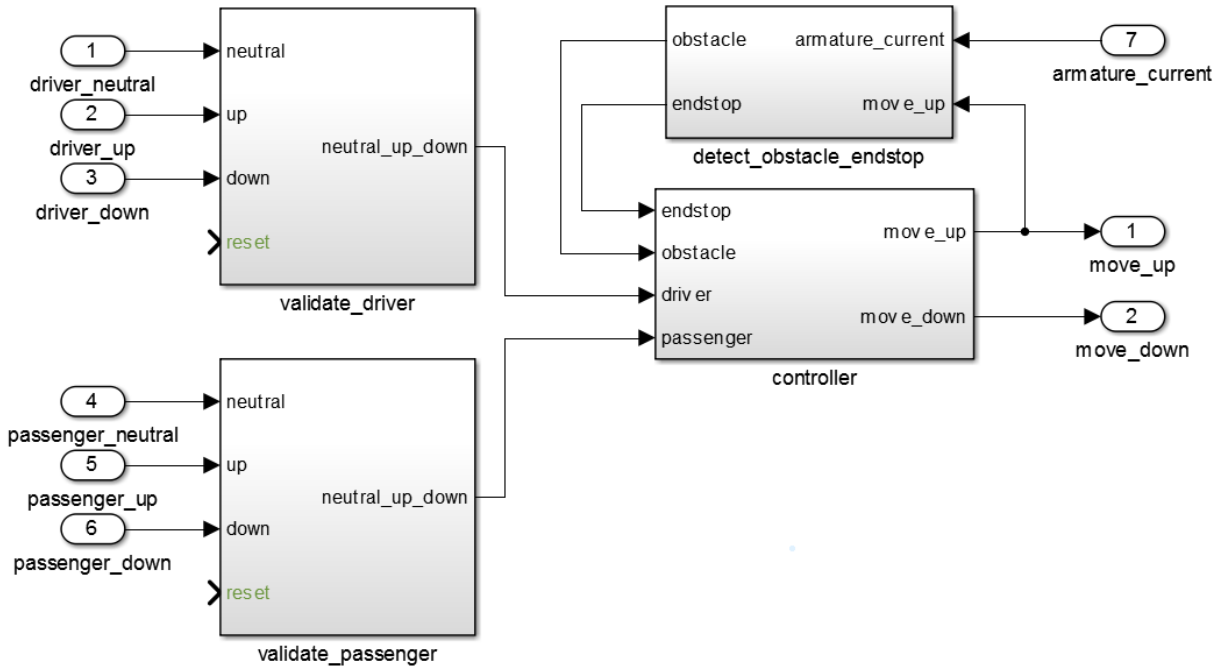 1
driver_neutral
2
driver_up
3
driver_down
neutral
up
down
reset
neutral_up_down
validate_driver
4
passenger_neutral
5
passenger_up
6
passenger_down
neutral
up
down
reset
neutral_up_down
validate_passenger
obstacle
endstop
armature_current
move_up
detect_obstacle_endstop
7
armature_current
endstop
obstacle
driver
passenger
move_up
move_down
controller
1
move_up
2
move_down